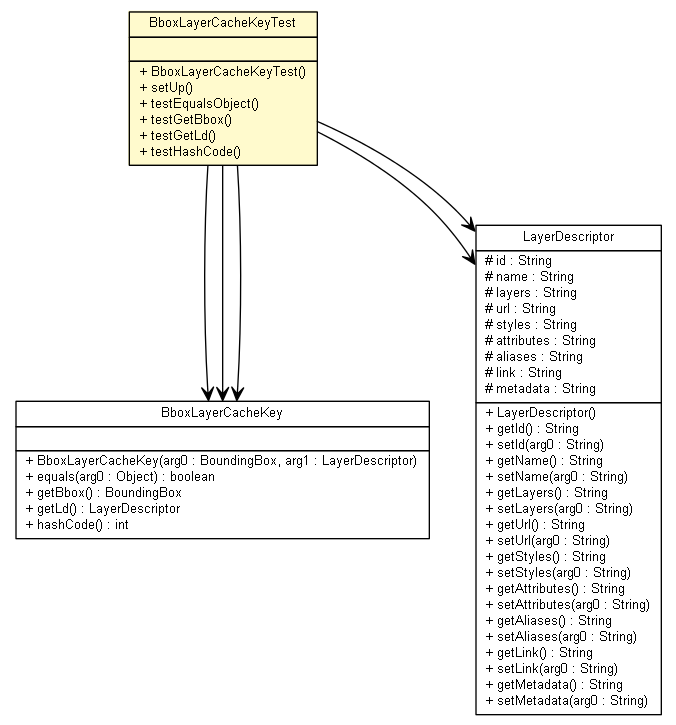 BboxLayerCacheKeyTest
+ BboxLayerCacheKeyTest()
+ setUp()
+ testEqualsObject()
+ testGetBbox()
+ testGetLd()
+ testHashCode()
LayerDescriptor
# id : String
# name : String
# layers : String
# url : String
# styles : String
# attributes : String
# aliases : String
# link : String
# metadata : String
+ LayerDescriptor()
+ getId() : String
+ setId(arg0 : String)
+ getName() : String
+ setName(arg0 : String)
+ getLayers() : String
+ setLayers(arg0 : String)
+ getUrl() : String
+ setUrl(arg0 : String)
+ getStyles() : String
+ setStyles(arg0 : String)
+ getAttributes() : String
+ setAttributes(arg0 : String)
+ getAliases() : String
+ setAliases(arg0 : String)
+ getLink() : String
+ setLink(arg0 : String)
+ getMetadata() : String
+ setMetadata(arg0 : String)
BboxLayerCacheKey
+ BboxLayerCacheKey(arg0 : BoundingBox, arg1 : LayerDescriptor)
+ equals(arg0 : Object) : boolean
+ getBbox() : BoundingBox
+ getLd() : LayerDescriptor
+ hashCode() : int